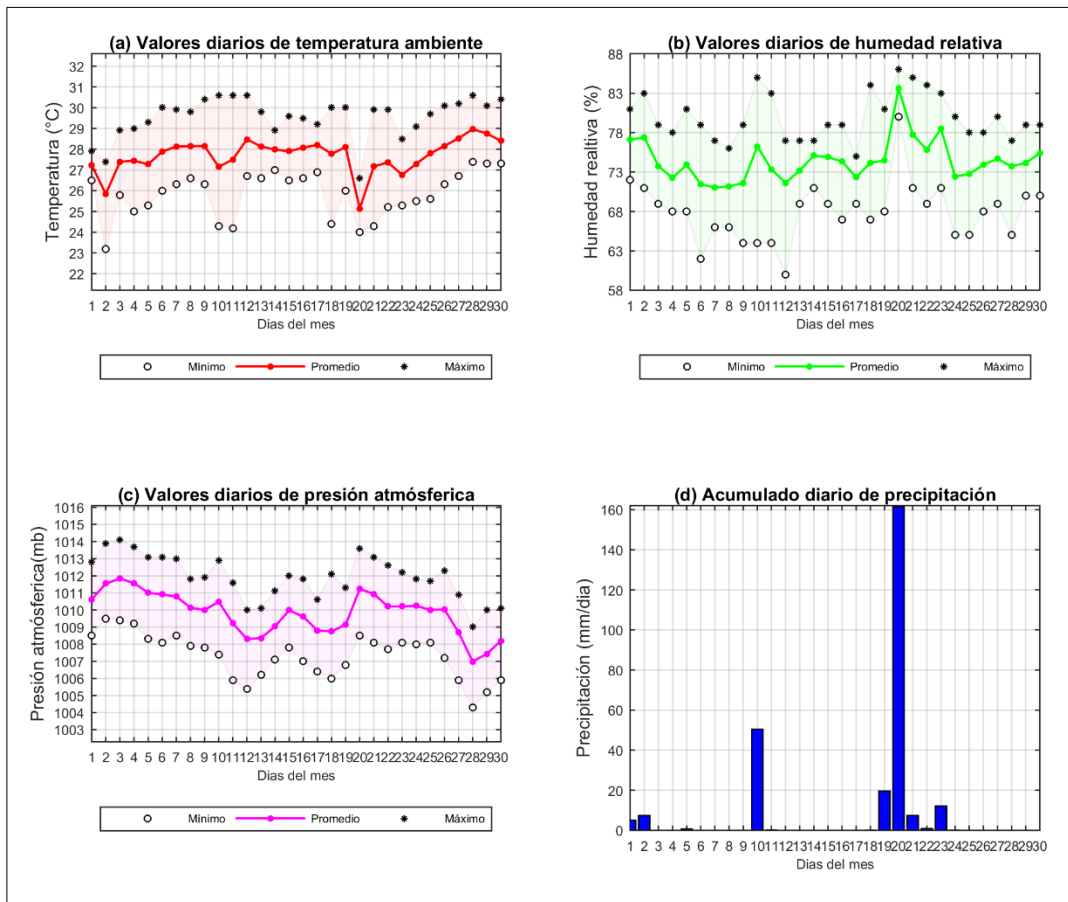 (a) Valores diarios de temperatura ambiente
Temperatura (°C)
32
31
30
29
28
27
26
25
24
23
22
1 2 3 4 5 6 7 8 9 10 11 12 13 14 15 16 17 18 19 20 21 22 23 24 25 26 27 28 29 30
Dias del mes
Mínimo Promedio Máximo
(b) Valores diarios de humedad relativa
Humedad realtiva (%)
88
83
78
73
68
63
58
1 2 3 4 5 6 7 8 9 10 11 12 13 14 15 16 17 18 19 20 21 22 23 24 25 26 27 28 29 30
Dias del mes
Mínimo Promedio Máximo
(c) Valores diarios de presión atmósferica
Presión atmósferica(mb)
1016
1015
1014
1013
1012
1011
1010
1009
1008
1007
1006
1005
1004
1003
1 2 3 4 5 6 7 8 9 10 11 12 13 14 15 16 17 18 19 20 21 22 23 24 25 26 27 28 29 30
Dias del mes
Mínimo Promedio Máximo
(d) Acumulado diario de precipitación
Precipitación (mm/dia)
160
140
120
100
80
60
40
20
0
1 2 3 4 5 6 7 8 9 10 11 12 13 14 15 16 17 18 19 20 21 22 23 24 25 26 27 28 29 30
Dias del mes